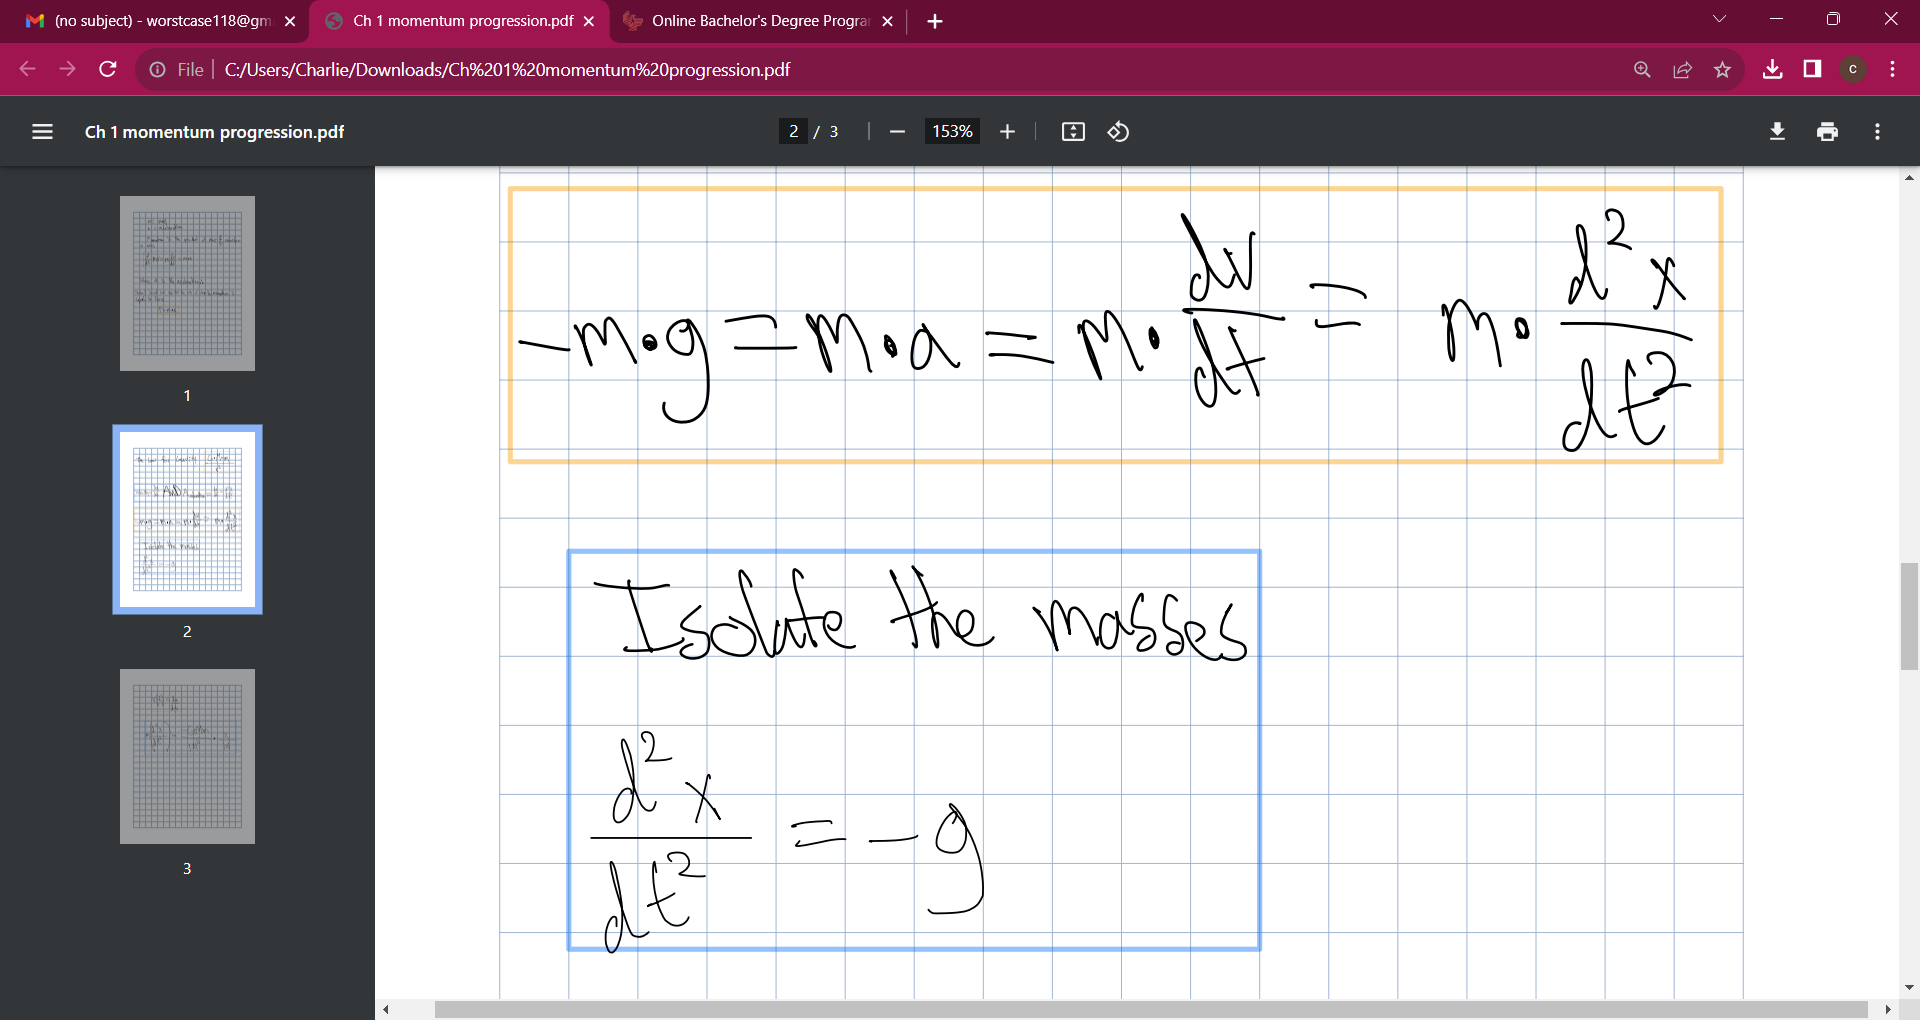 (no subject) - worstcase118@gm
Ch 1 momentum progression.pdf
Online Bachelor's Degree Progra
File
C:/Users/Charlie/Downloads/Ch%201%20momentum%20progression.pdf
c
Ch 1 momentum progression.pdf
2 / 3
153%
1
2
3
-m•g = m•a = m•dv/dt = m•d²x/dt²
Isolate the masses
d²x/dt² = -g